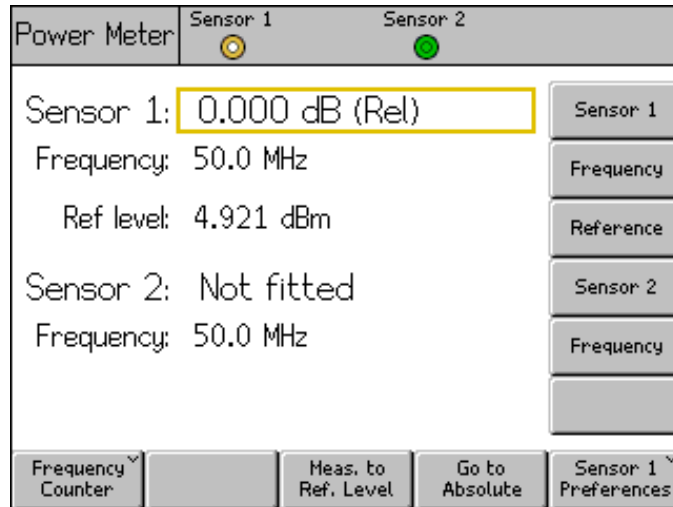 Power Meter
Sensor 1
Sensor 2
Sensor 1: 0.000 dB (Rel)
Frequency: 50.0 MHz
Ref level: 4.921 dBm
Sensor 2: Not fitted
Frequency: 50.0 MHz
Sensor 1
Frequency
Reference
Sensor 2
Frequency
Frequency
Counter
Meas. to
Ref. Level
Go to
Absolute
Sensor 1
Preferences